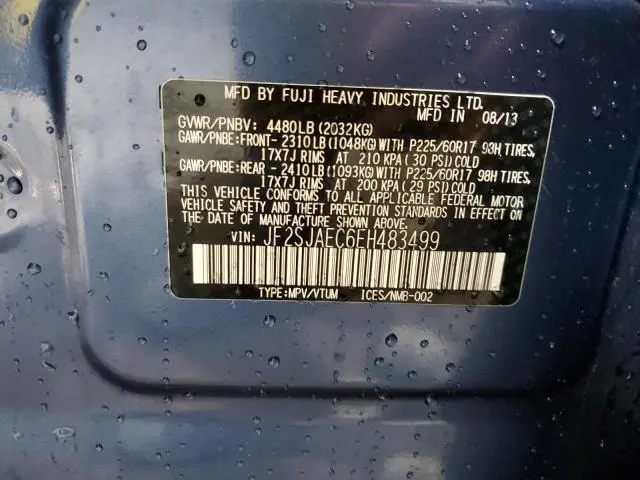 MFD BY FUJI HEAVY INDUSTRIES LTD.
MFD IN 08/13
GVWR/PNBV: 4480LB(2032KG)
GAWR/PNBE:FRONT- 2310LB(1048KG)WITH P225/60R17 98H TIRES,
17X7J RIMS AT 210 KPA( 30 PSI)COLD
GAWR/PNBE:REAR - 2410LB(1093KG)WITH P225/60R17 98H TIRES,
17X7J RIMS AT 200 KPA( 29 PSI)COLD
THIS VEHICLE CONFORMS TO ALL APPLICABLE FEDERAL MOTOR
VEHICLE SAFETY AND THEFT PREVENTION STANDARDS IN EFFECT
ON THE DATE OF MANUFACTURE SHOWN ABOVE.
VIN: JF2SJAEC6EH483499
TYPE:MPV/VTUM ICES/NMB-002